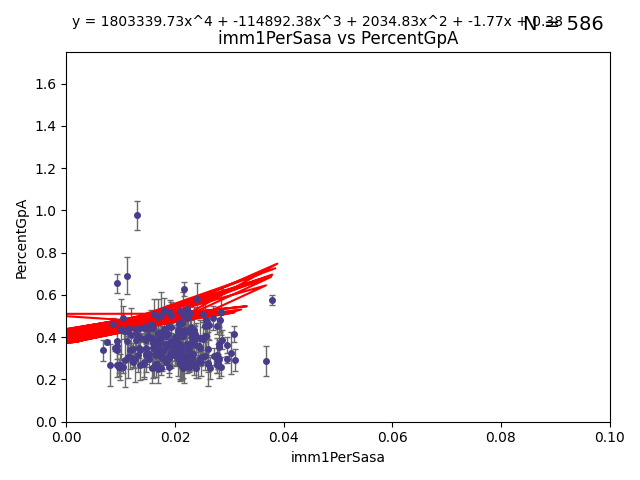 y = 1803339.73x^4 + -114892.38x^3 + 2034.83x^2 + -1.77x + 0.38
N = 586
imm1PerSasa vs PercentGpA
1.6
1.4
1.2
1.0
0.8
0.6
0.4
0.2
0.0
PercentGpA
0.00 0.02 0.04 0.06 0.08 0.10
imm1PerSasa